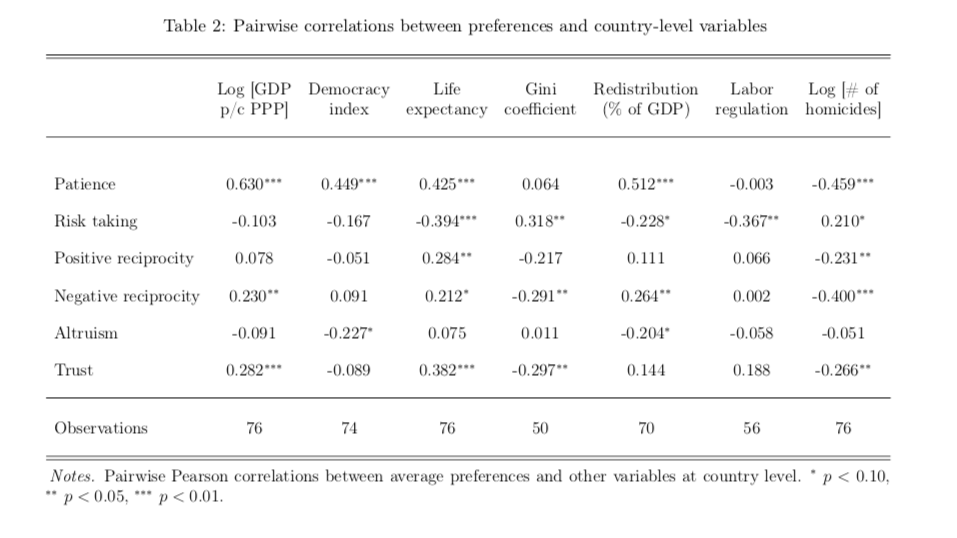 Table 2: Pairwise correlations between preferences and country-level variables
Log [GDP Democracy Life Gini Redistribution Labor Log [# of
p/c PPP] index expectancy coefficient (% of GDP) regulation homicides]
Patience 0.630*** 0.449*** 0.425*** 0.064 0.512*** -0.003 -0.459***
Risk taking -0.103 -0.167 -0.394*** 0.318** -0.228* -0.367** 0.210*
Positive reciprocity 0.078 -0.051 0.284** -0.217 0.111 0.066 -0.231**
Negative reciprocity 0.230** 0.091 0.212* -0.291** 0.264** 0.002 -0.400***
Altruism -0.091 -0.227* 0.075 0.011 -0.204* -0.058 -0.051
Trust 0.282*** -0.089 0.382*** -0.297** 0.144 0.188 -0.266**
Observations 76 74 76 50 70 56 76
Notes. Pairwise Pearson correlations between average preferences and other variables at country level. * p < 0.10,
** p < 0.05, *** p < 0.01.